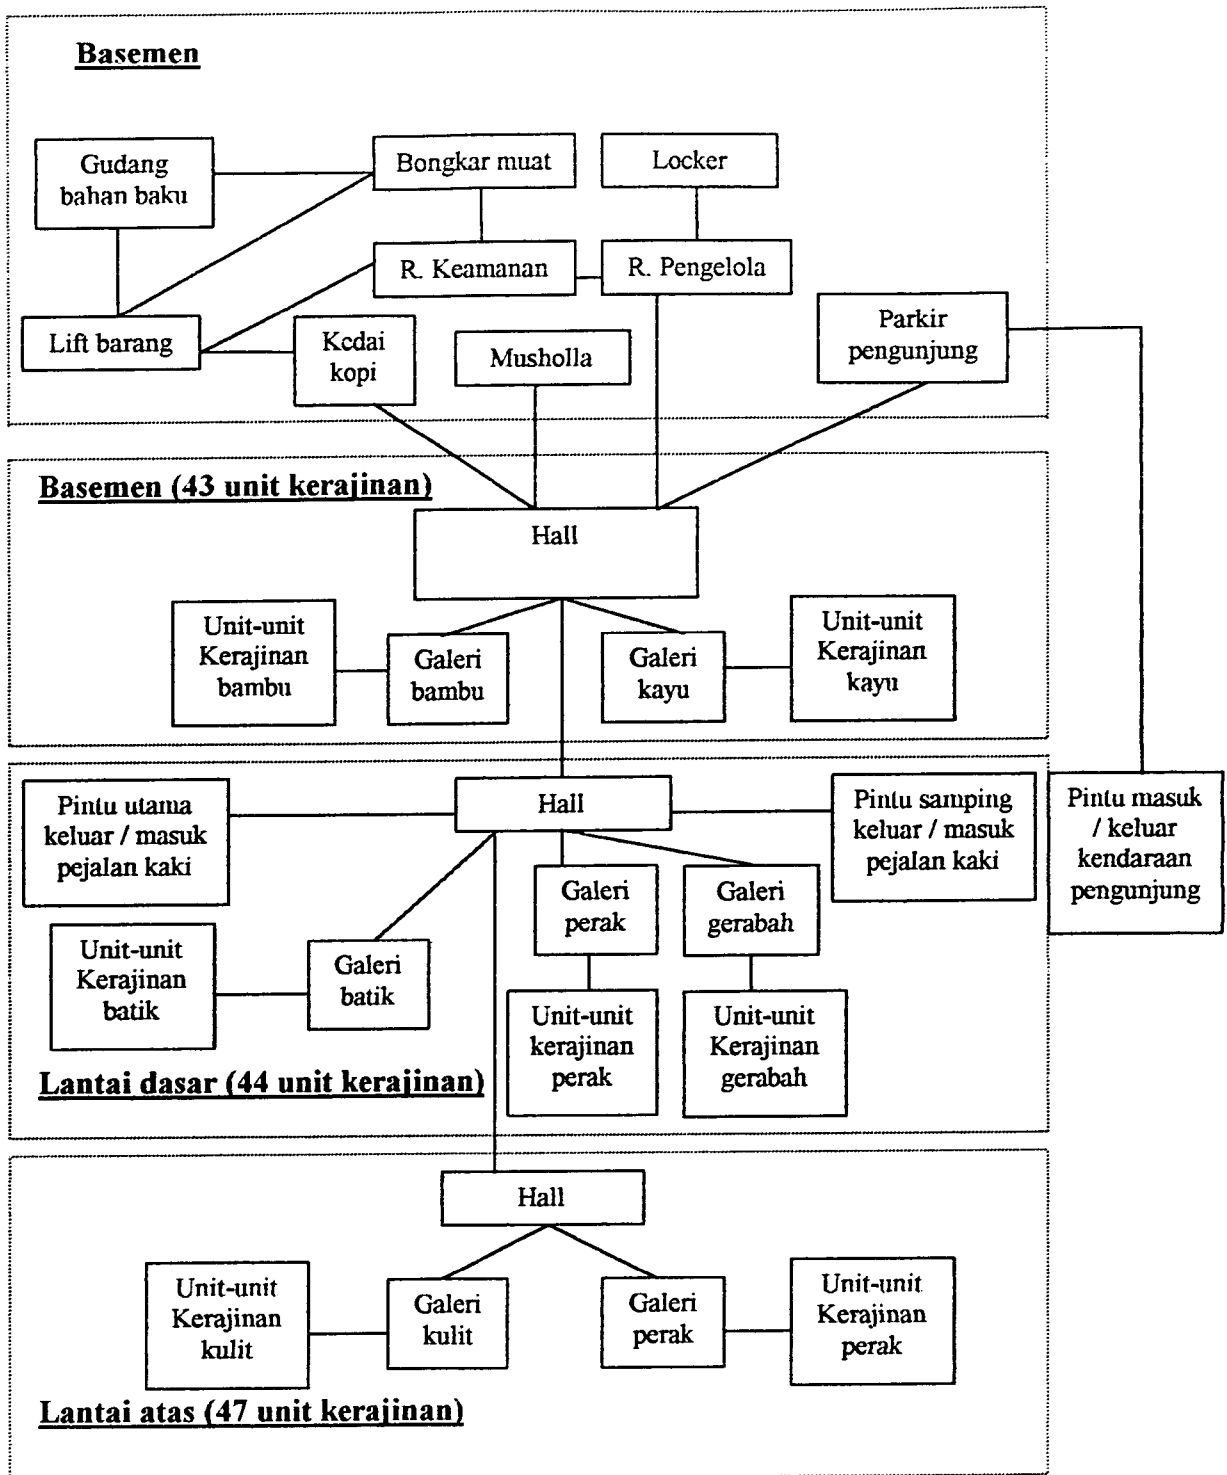 Basemen
Gudang
bahan baku
Bongkar muat
Locker
R. Keamanan
R. Pengelola
Lift barang
Kedai
kopi
Musholla
Parkir
pengunjung
Basemen (43 unit kerajinan)
Hall
Unit-unit
Kerajinan
bambu
Galeri
bambu
Galeri
kayu
Unit-unit
Kerajinan
kayu
Pintu utama
keluar / masuk
pejalan kaki
Hall
Pintu samping
keluar / masuk
pejalan kaki
Pintu masuk
/ keluar
kendaraan
pengunjung
Galeri
perak
Galeri
gerabah
Unit-unit
Kerajinan
batik
Galeri
batik
Unit-unit
kerajinan
perak
Unit-unit
Kerajinan
gerabah
Lantai dasar (44 unit kerajinan)
Hall
Unit-unit
Kerajinan
kulit
Galeri
kulit
Galeri
perak
Unit-unit
Kerajinan
perak
Lantai atas (47 unit kerajinan)